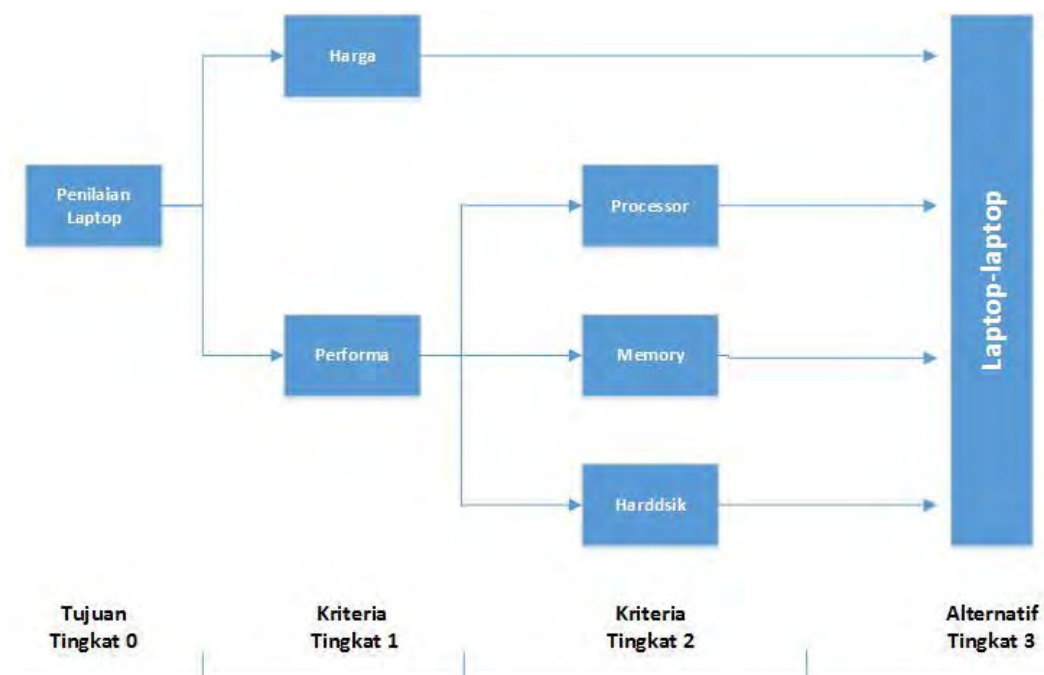 Harga
Penilaian
Laptop
Processor
Performa
Memory
Harddsik
Laptop-laptop
Tujuan
Tingkat 0
Kriteria
Tingkat 1
Kriteria
Tingkat 2
Alternatif
Tingkat 3